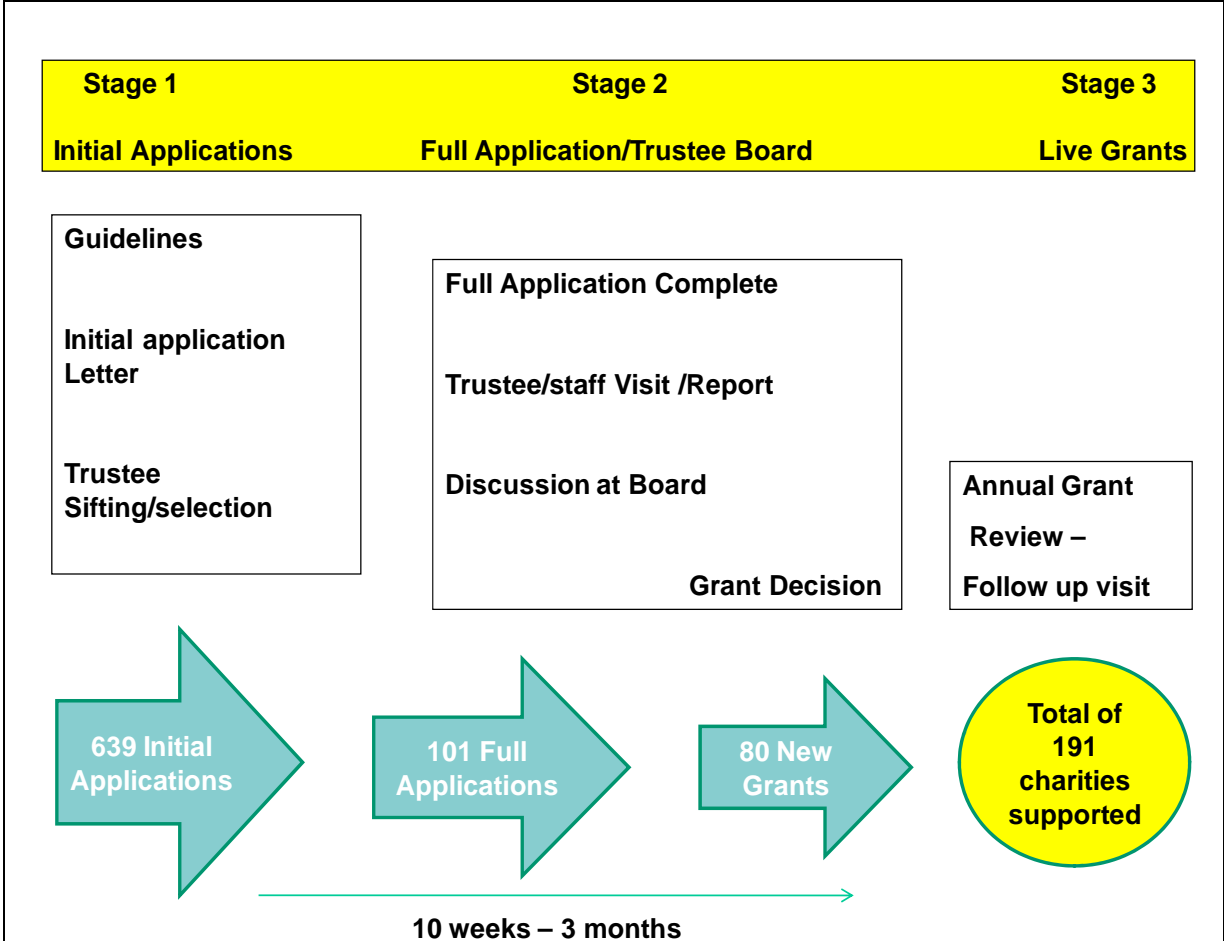 Stage 1 Stage 2 Stage 3
Initial Applications Full Application/Trustee Board Live Grants
Guidelines
Initial application
Letter
Trustee
Sifting/selection
Full Application Complete
Trustee/staff Visit /Report
Discussion at Board
Grant Decision
Annual Grant
Review –
Follow up visit
639 Initial
Applications
101 Full
Applications
80 New
Grants
Total of
191
charities
supported
10 weeks – 3 months